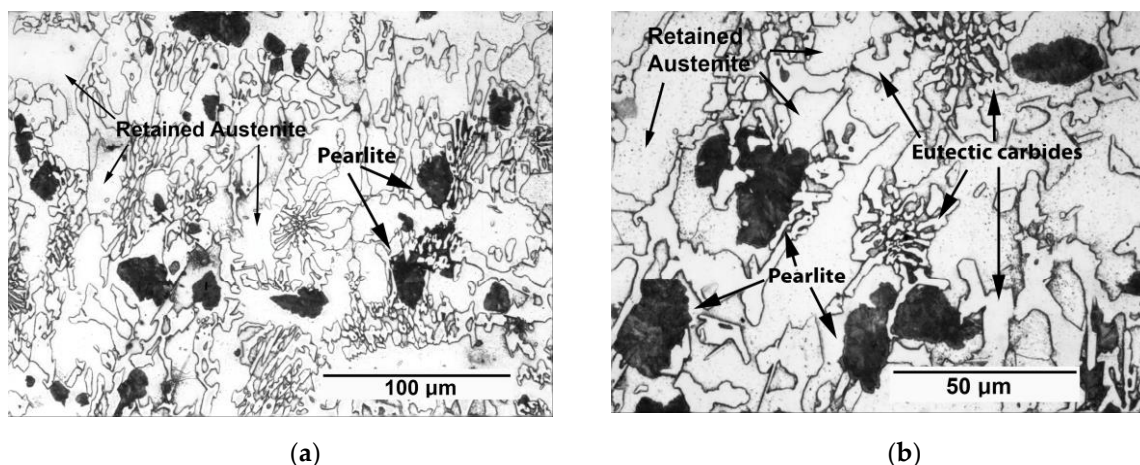 Retained Austenite
Pearlite
100 µm
(a)
Retained
Austenite
Eutectic carbides
Pearlite
50 µm
(b)